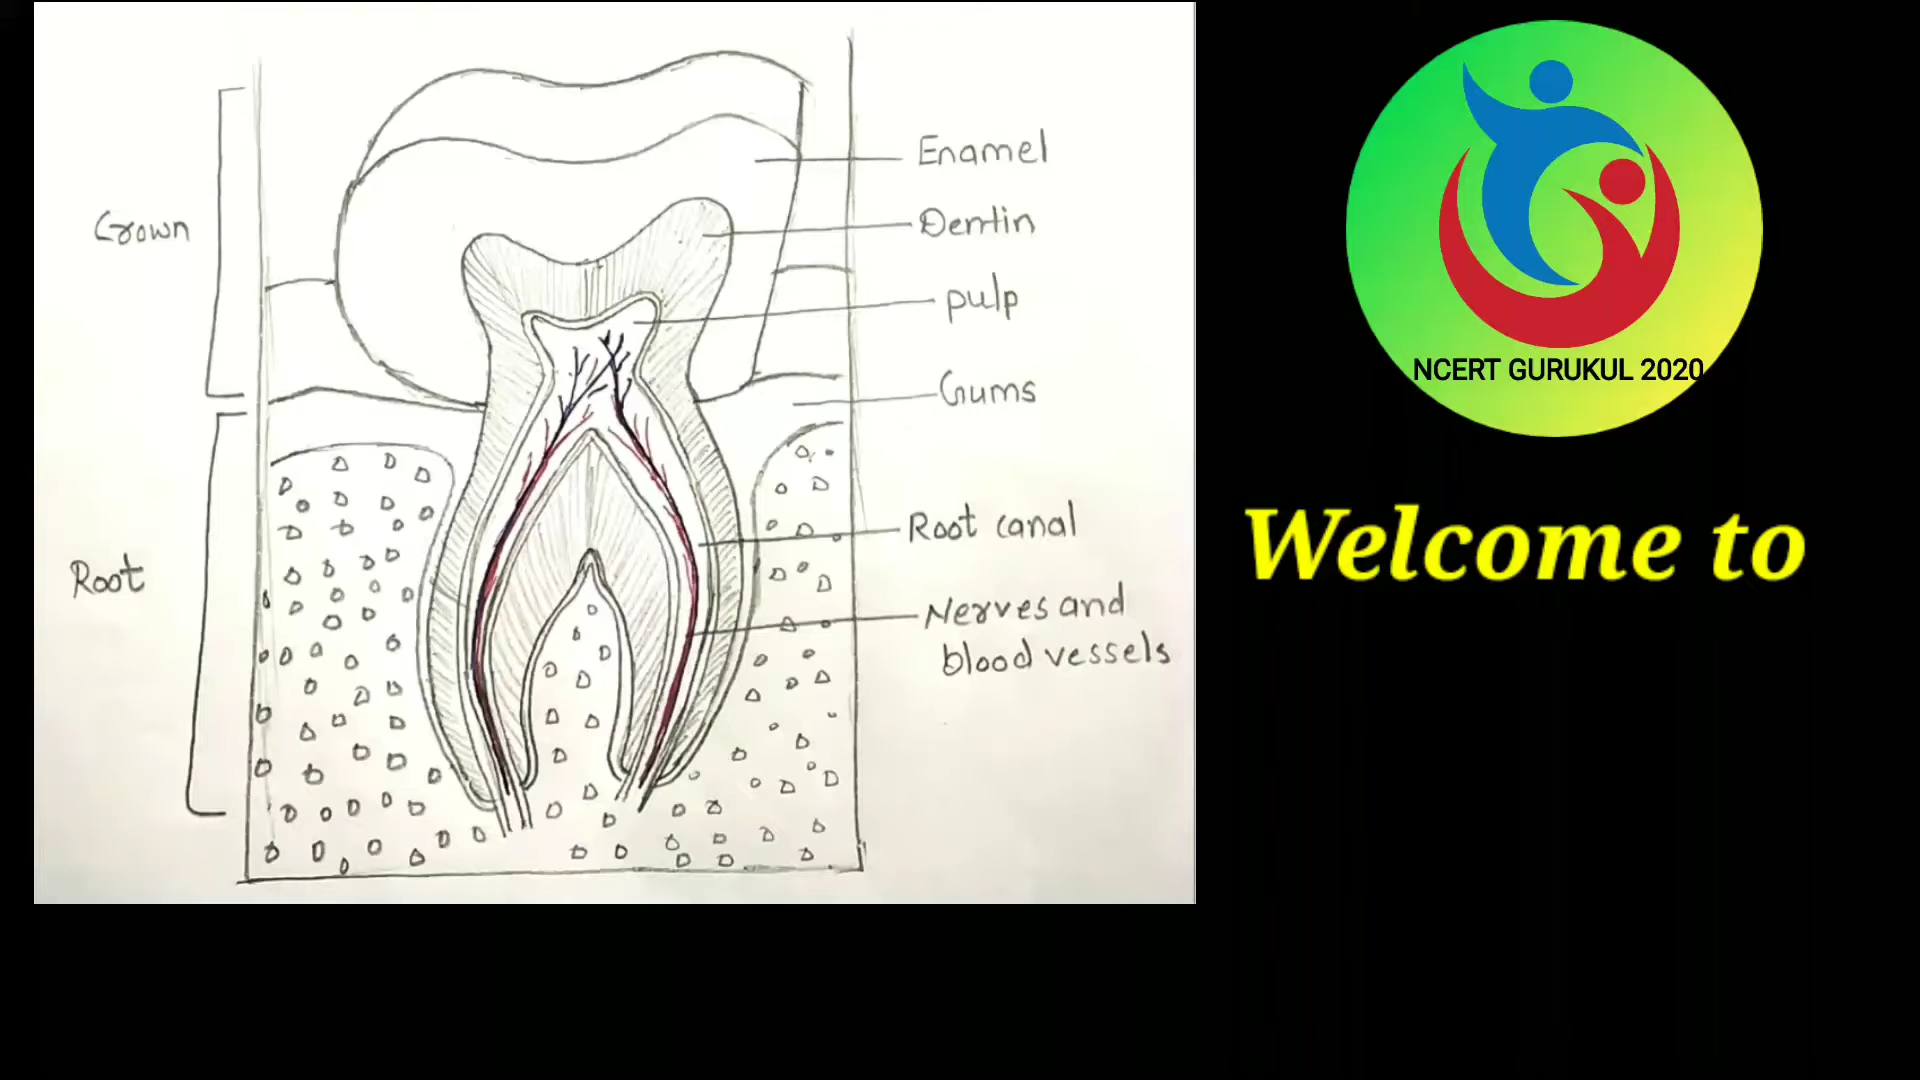 Enamel
Crown
Dentin
pulp
Gums
Root canal
Root
Nerves and
blood vessels
NCERT GURUKUL 2020
Welcome to